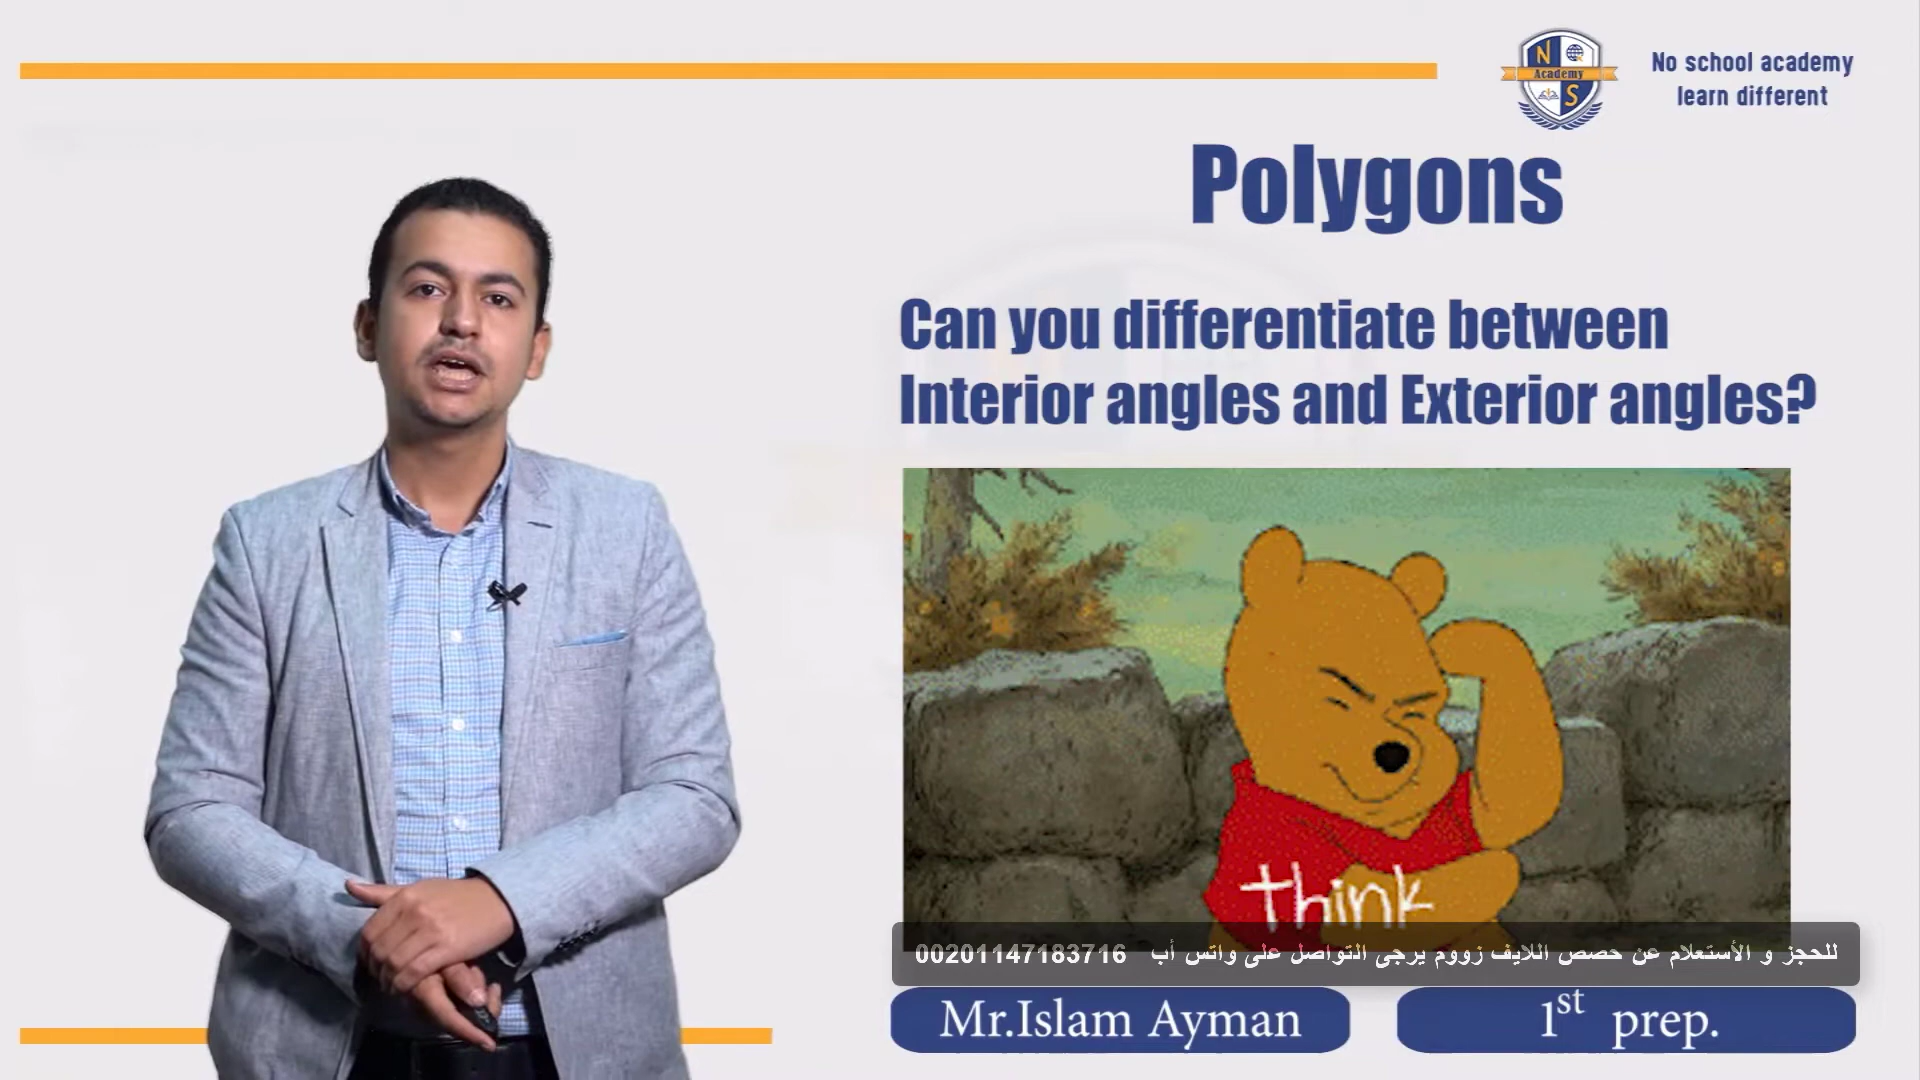 N
Academy
S
No school academy
learn different
Polygons
Can you differentiate between
Interior angles and Exterior angles?
think
للحجز و الأستعلام عن حصص اللايف زووم يرجى التواصل على واتس أب 00201147183716
Mr.Islam Ayman
1st prep.